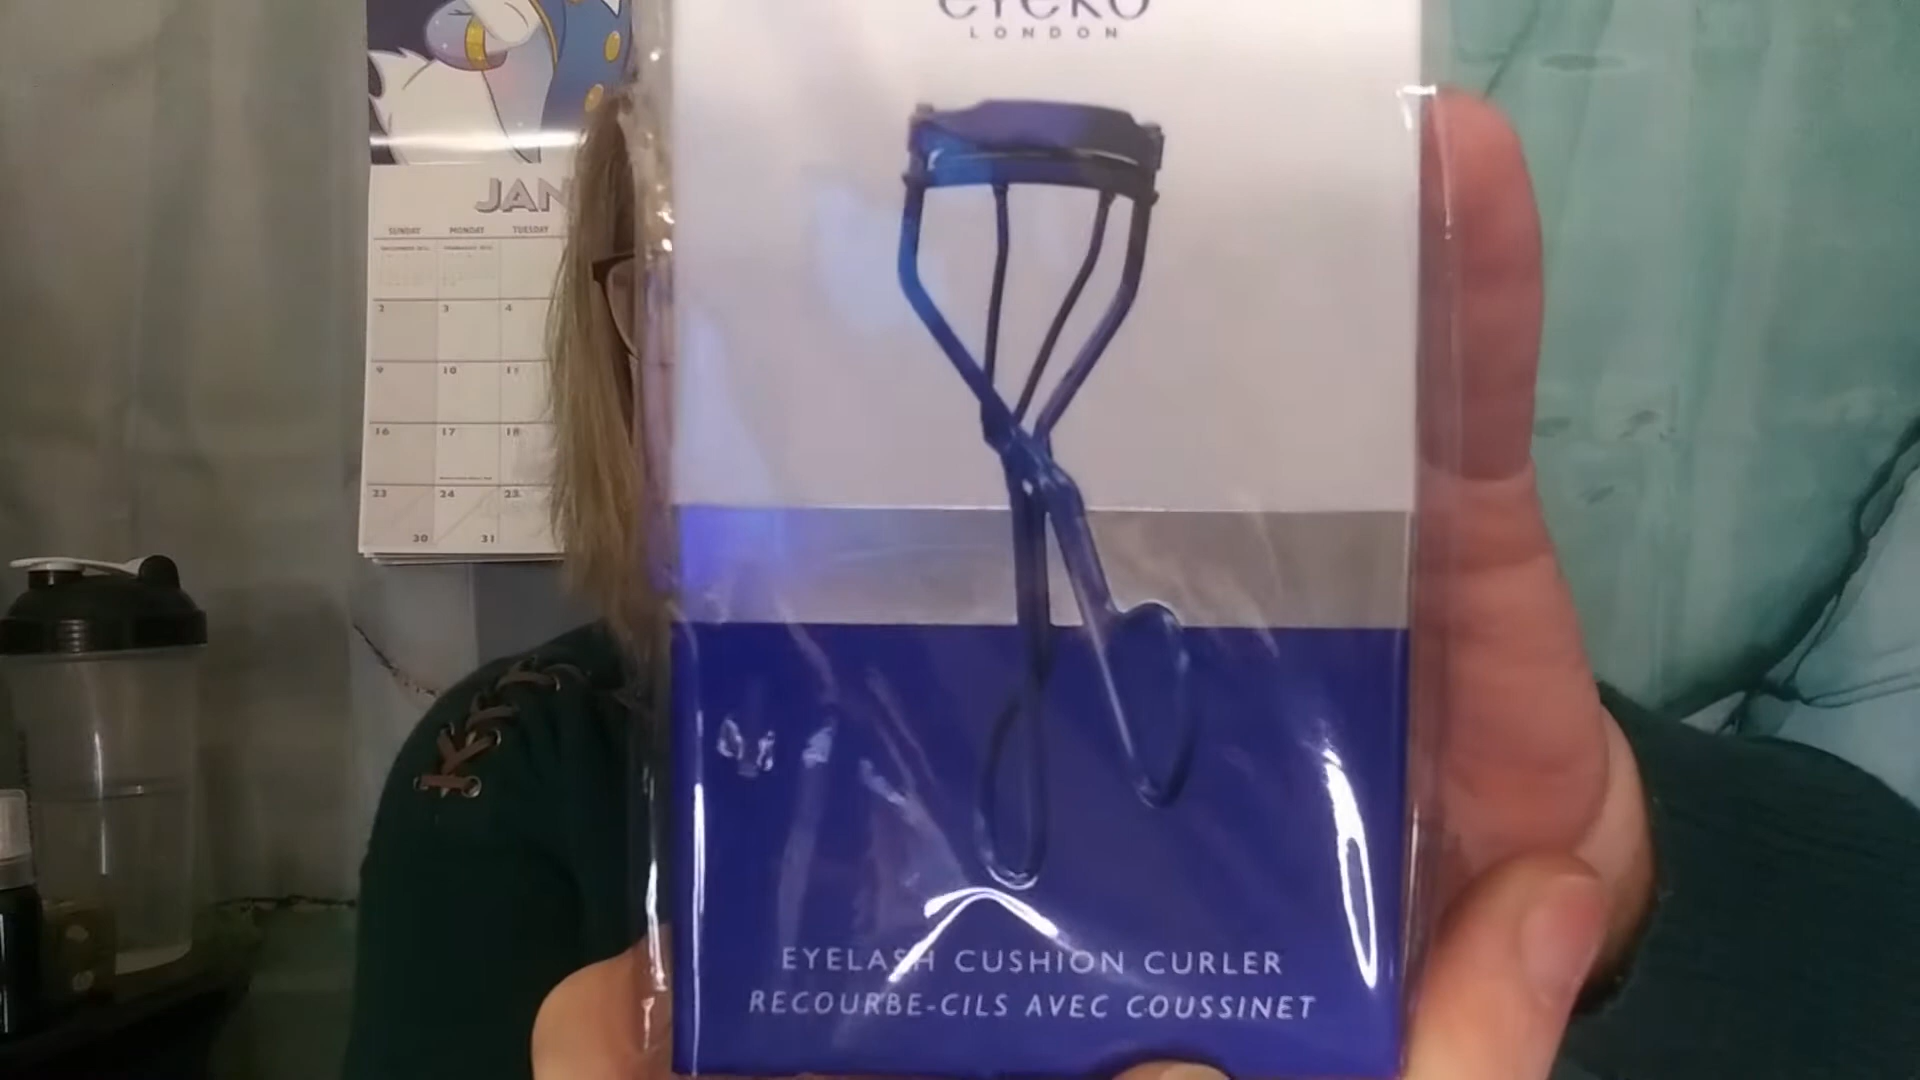 eyeko
LONDON
JAN
SUNDAY MONDAY TUESDAY
2 3 4
9 10 11
16 17 18
23 24 25
30 31
EYELASH CUSHION CURLER
RECOURBE-CILS AVEC COUSSINET